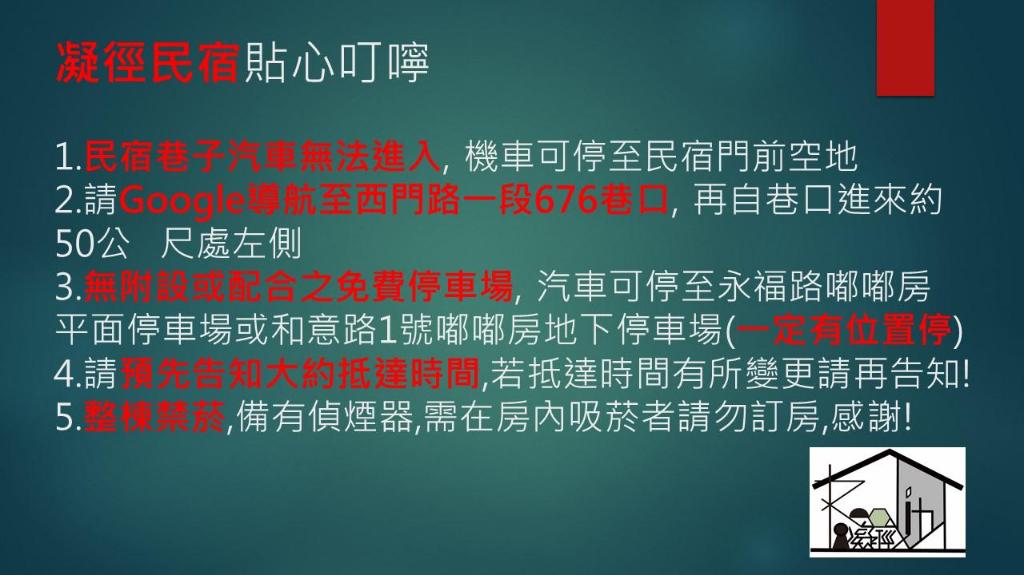 凝徑民宿貼心叮嚀
1.民宿巷子汽車無法進入, 機車可停至民宿門前空地
2.請Google導航至西門路一段676巷口, 再自巷口進來約
50公 尺處左側
3.無附設或配合之免費停車場, 汽車可停至永福路嘟嘟房
平面停車場或和意路1號嘟嘟房地下停車場(一定有位置停)
4.請預先告知大約抵達時間,若抵達時間有所變更請再告知!
5.整棟禁菸,備有偵煙器,需在房內吸菸者請勿訂房,感謝!
凝徑